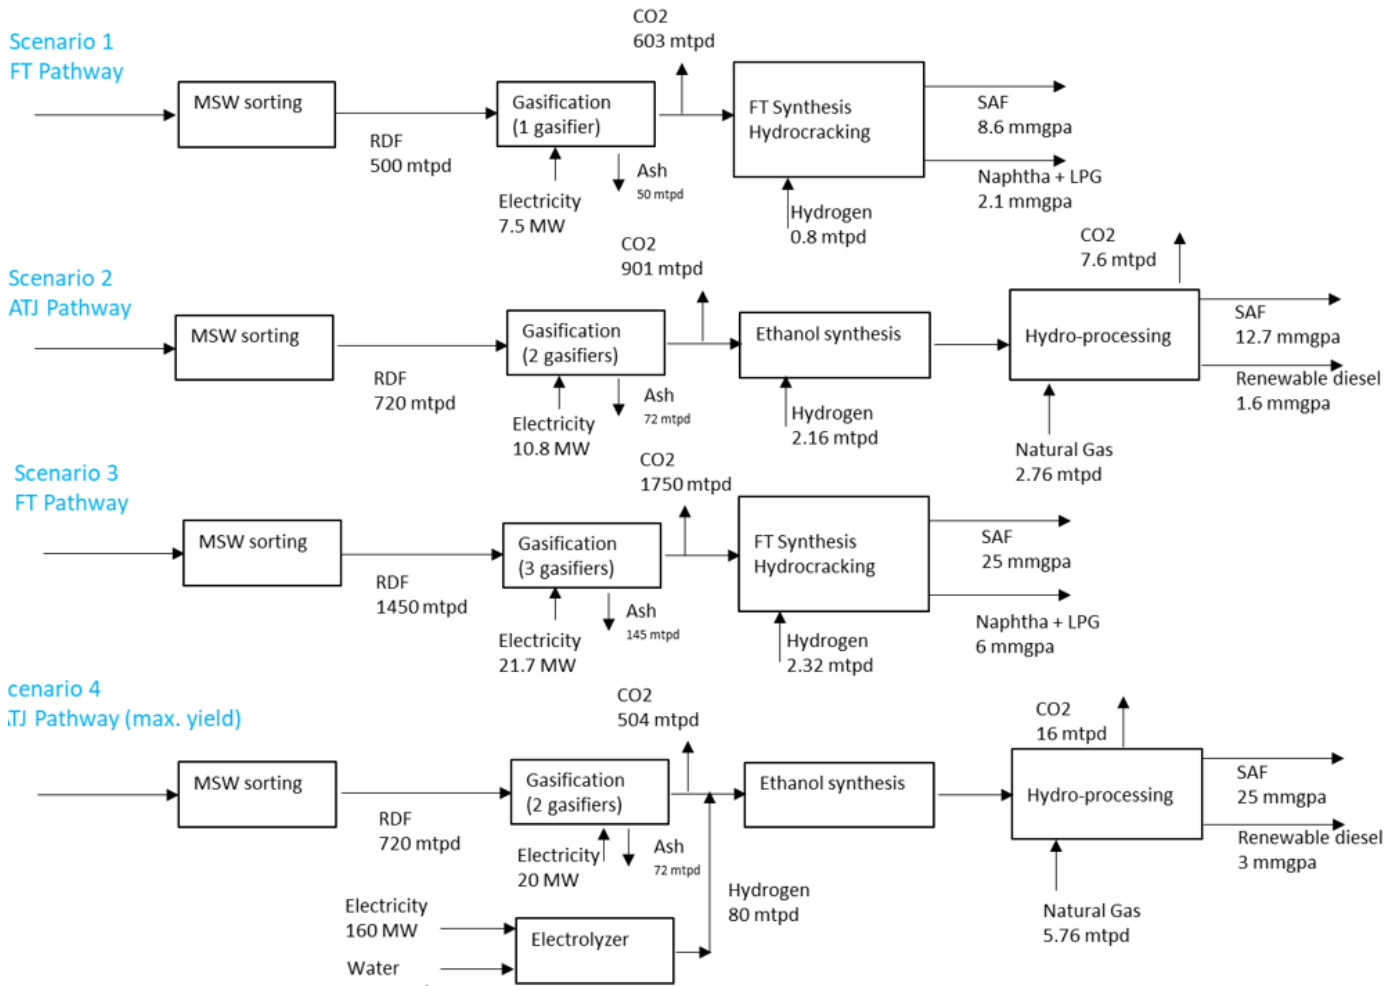 Scenario 1
FT Pathway
MSW sorting
RDF
500 mtpd
Gasification
(1 gasifier)
Electricity
7.5 MW
Ash
50 mtpd
CO2
603 mtpd
FT Synthesis
Hydrocracking
Hydrogen
0.8 mtpd
SAF
8.6 mmgpa
Naphtha + LPG
2.1 mmgpa
Scenario 2
ATJ Pathway
MSW sorting
RDF
720 mtpd
Gasification
(2 gasifiers)
Electricity
10.8 MW
Ash
72 mtpd
CO2
901 mtpd
Ethanol synthesis
Hydrogen
2.16 mtpd
Hydro-processing
CO2
7.6 mtpd
Natural Gas
2.76 mtpd
SAF
12.7 mmgpa
Renewable diesel
1.6 mmgpa
Scenario 3
FT Pathway
MSW sorting
RDF
1450 mtpd
Gasification
(3 gasifiers)
Electricity
21.7 MW
Ash
145 mtpd
CO2
1750 mtpd
FT Synthesis
Hydrocracking
Hydrogen
2.32 mtpd
SAF
25 mmgpa
Naphtha + LPG
6 mmgpa
cenario 4
TJ Pathway (max. yield)
MSW sorting
RDF
720 mtpd
Gasification
(2 gasifiers)
Electricity
20 MW
Ash
72 mtpd
CO2
504 mtpd
Electricity
160 MW
Water
Electrolyzer
Hydrogen
80 mtpd
Ethanol synthesis
Hydro-processing
CO2
16 mtpd
Natural Gas
5.76 mtpd
SAF
25 mmgpa
Renewable diesel
3 mmgpa